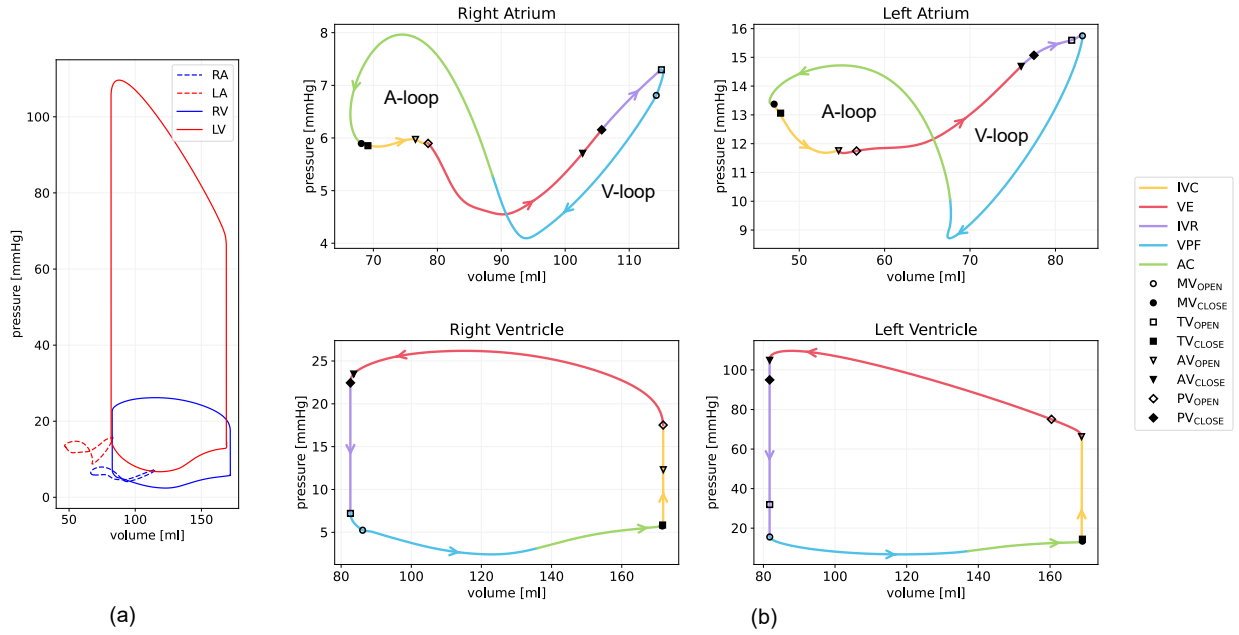 RA
LA
RV
LV
pressure [mmHg]
100
80
60
40
20
0
50
100
150
volume [ml]
(a)
Right Atrium
A-loop
V-loop
pressure [mmHg]
8
7
6
5
4
70
80
90
100
110
volume [ml]
Left Atrium
A-loop
V-loop
pressure [mmHg]
16
15
14
13
12
11
10
9
50
60
70
80
volume [ml]
Right Ventricle
pressure [mmHg]
25
20
15
10
5
80
100
120
140
160
volume [ml]
Left Ventricle
pressure [mmHg]
100
80
60
40
20
80
100
120
140
160
volume [ml]
(b)
IVC
VE
IVR
VPF
AC
MVOPEN
MVCLOSE
TVOPEN
TVCLOSE
AVOPEN
AVCLOSE
PVOPEN
PVCLOSE